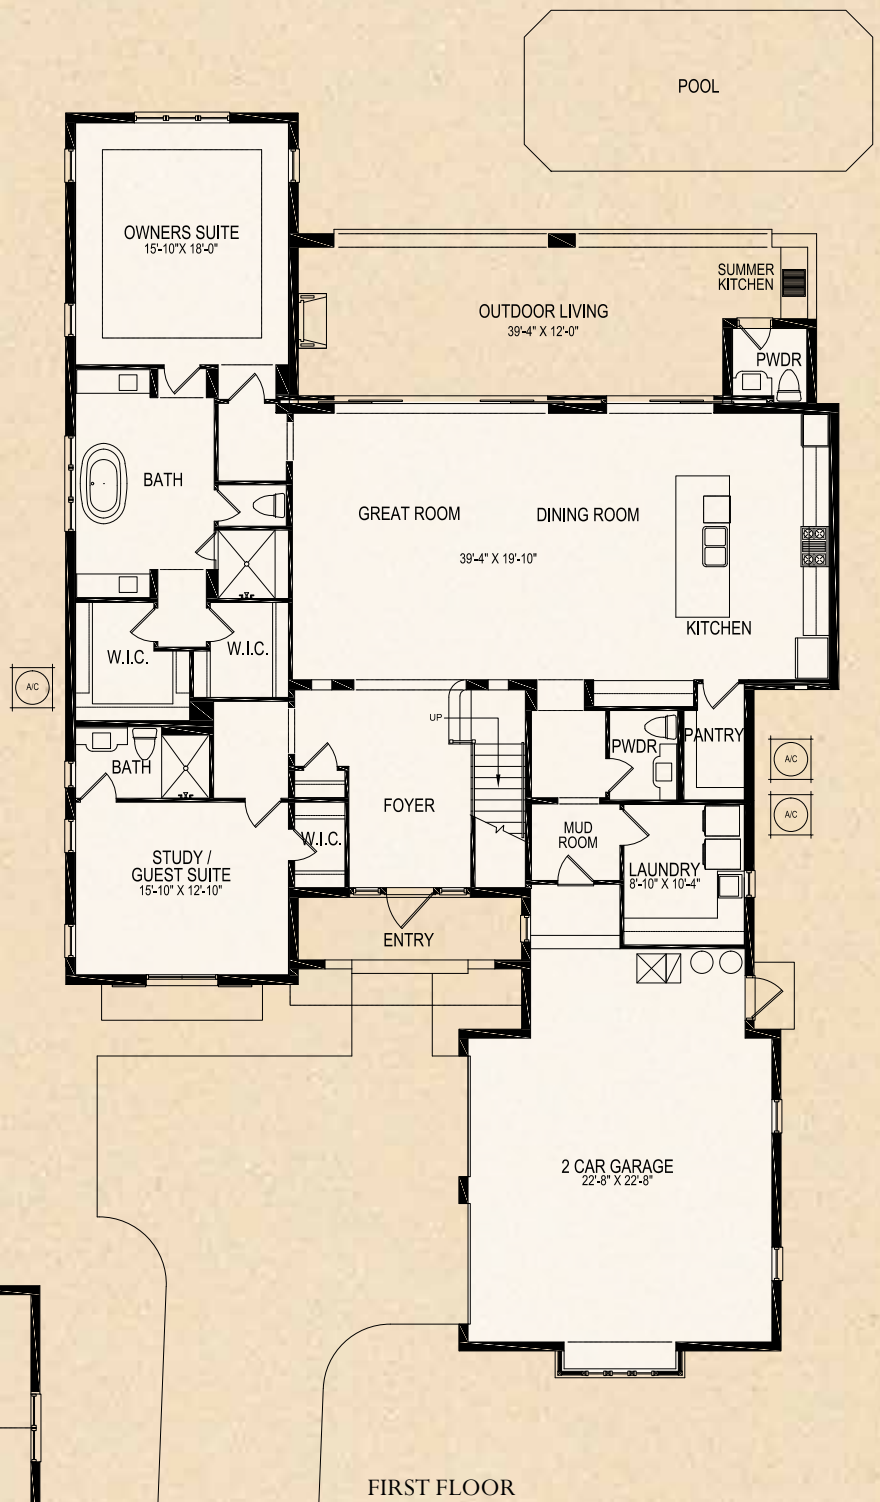 POOL
OWNERS SUITE
15'-10"X 18'-0"
SUMMER
KITCHEN
OUTDOOR LIVING
39'-4" X 12'-0"
PWDR
BATH
GREAT ROOM
DINING ROOM
39'-4" X 19'-10"
KITCHEN
W.I.C.
W.I.C.
A/C
UP
PWDR
PANTRY
BATH
A/C
FOYER
A/C
MUD
ROOM
W.I.C.
STUDY /
GUEST SUITE
15'-10" X 12'-10"
LAUNDRY
8'-10" X 10'-4"
ENTRY
2 CAR GARAGE
22'-8" X 22'-8"
FIRST FLOOR